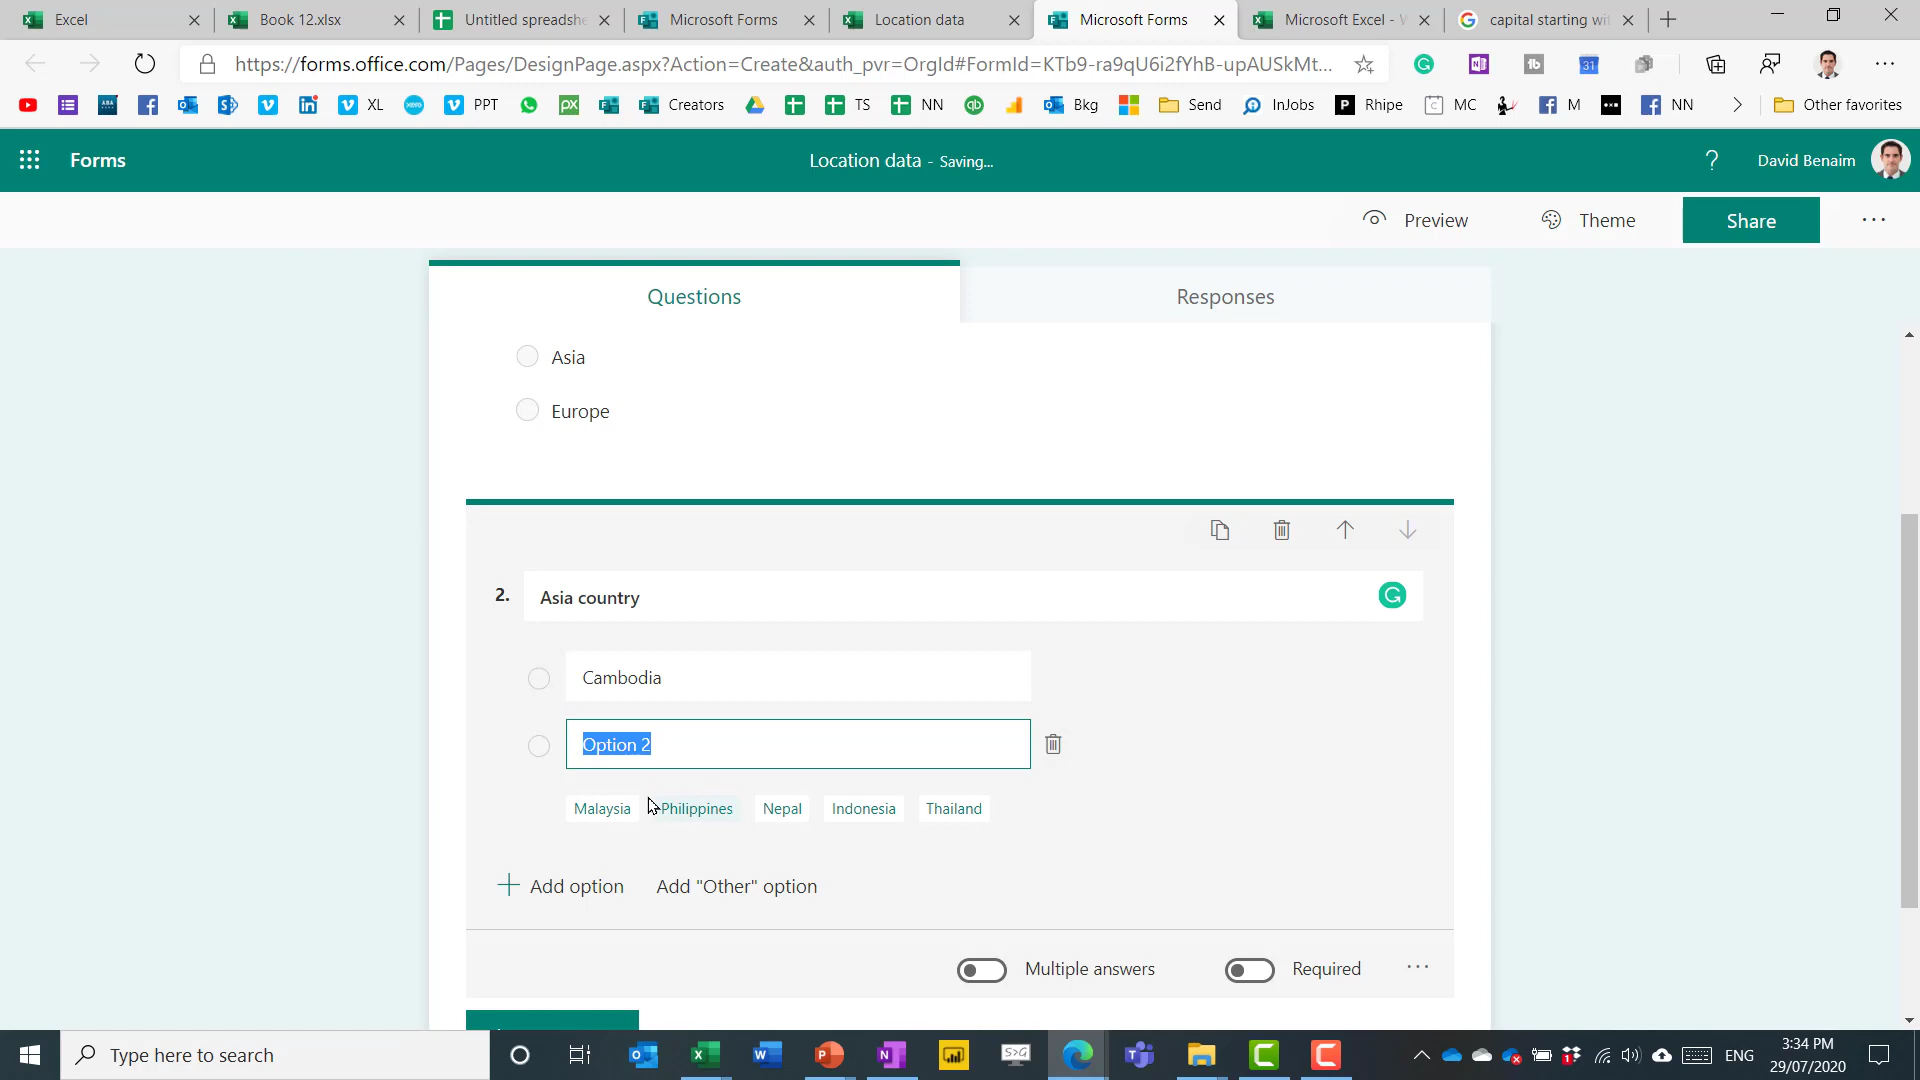 Excel
Book 12.xlsx
Untitled spreadshe
Microsoft Forms
Location data
Microsoft Forms
Microsoft Excel - W
capital starting wi
https://forms.office.com/Pages/DesignPage.aspx?Action=Create&auth_pvr=OrgId#FormId=KTb9-ra9qU6i2fYhB-upAUSkMt...
XL
PPT
Creators
TS
NN
Bkg
Send
InJobs
Rhipe
MC
M
NN
Other favorites
Forms
Location data - Saving...
?
David Benaim
Preview
Theme
Share
Questions
Responses
Asia
Europe
2.
Asia country
Cambodia
Option 2
Malaysia
Philippines
Nepal
Indonesia
Thailand
Add option
Add "Other" option
Multiple answers
Required
Type here to search
ENG
3:34 PM
29/07/2020